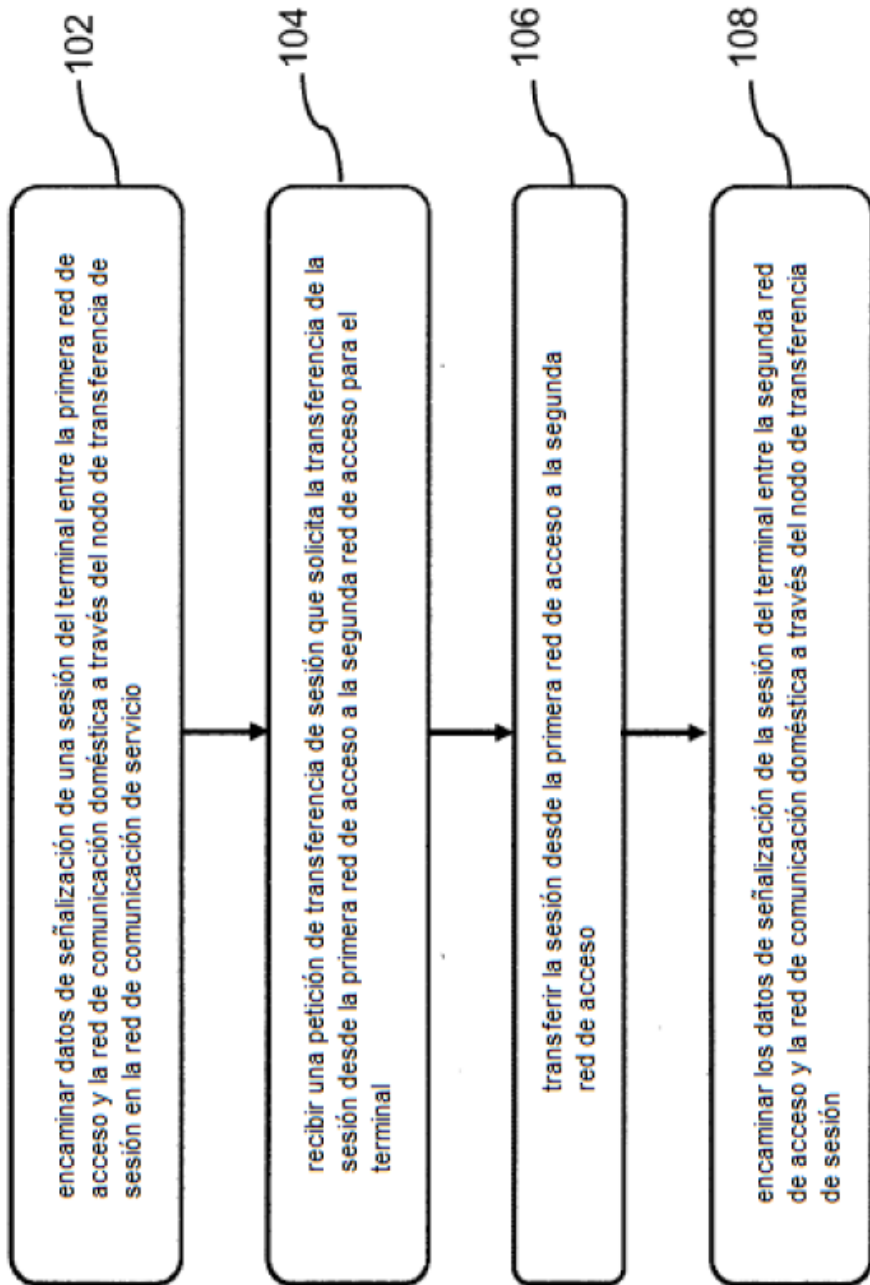 encaminar datos de señalización de una sesión del terminal entre la primera red de
acceso y la red de comunicación doméstica a través del nodo de transferencia de
sesión en la red de comunicación de servicio
102
recibir una petición de transferencia de sesión que solicita la transferencia de la
sesión desde la primera red de acceso a la segunda red de acceso para el
terminal
104
transferir la sesión desde la primera red de acceso a la segunda
red de acceso
106
encaminar los datos de señalización de la sesión del terminal entre la segunda red
de acceso y la red de comunicación doméstica a través del nodo de transferencia
de sesión
108